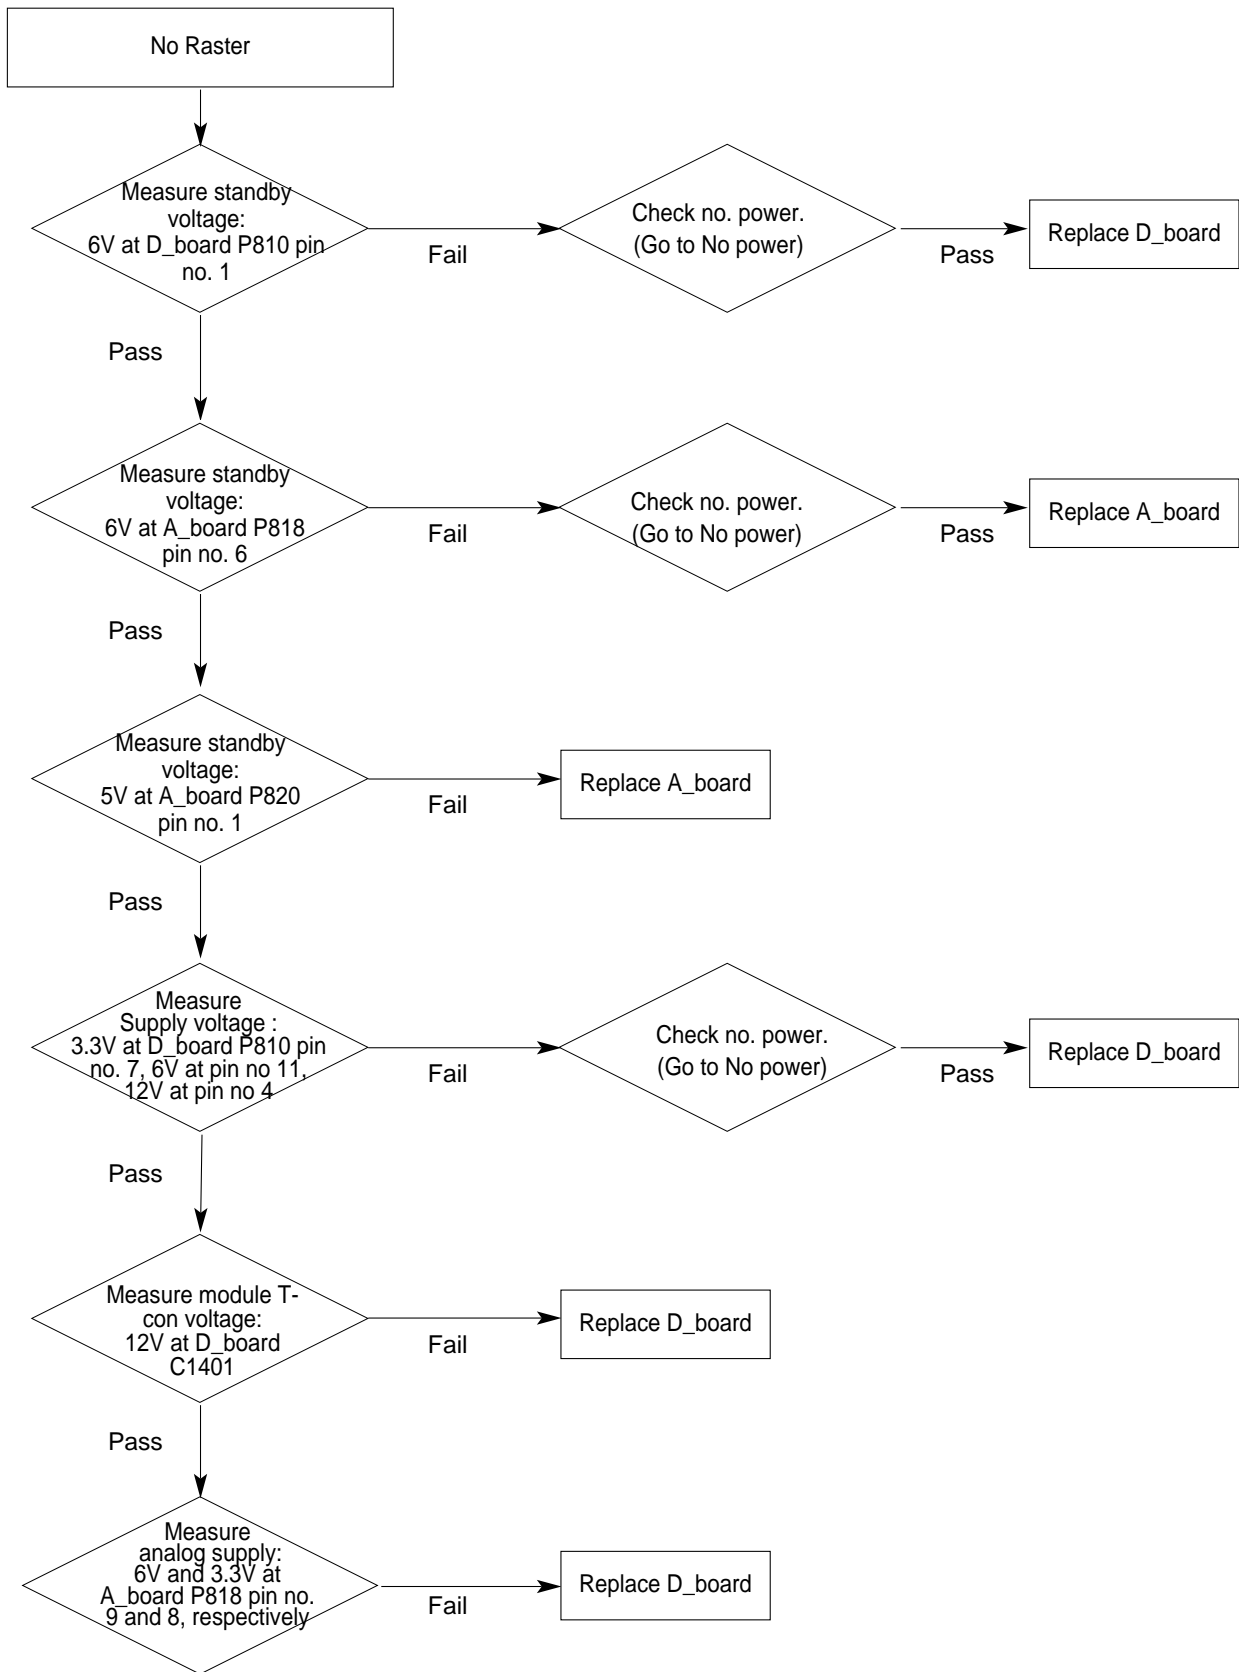 No Raster
Measure standby
voltage:
6V at D_board P810 pin
no. 1
Fail
Check no. power.
(Go to No power)
Pass
Replace D_board
Pass
Measure standby
voltage:
6V at A_board P818
pin no. 6
Fail
Check no. power.
(Go to No power)
Pass
Replace A_board
Pass
Measure standby
voltage:
5V at A_board P820
pin no. 1
Fail
Replace A_board
Pass
Measure
Supply voltage :
3.3V at D_board P810 pin
no. 7, 6V at pin no 11,
12V at pin no 4
Fail
Check no. power.
(Go to No power)
Pass
Replace D_board
Pass
Measure module T-
con voltage:
12V at D_board
C1401
Fail
Replace D_board
Pass
Measure
analog supply:
6V and 3.3V at
A_board P818 pin no.
9 and 8, respectively
Fail
Replace D_board